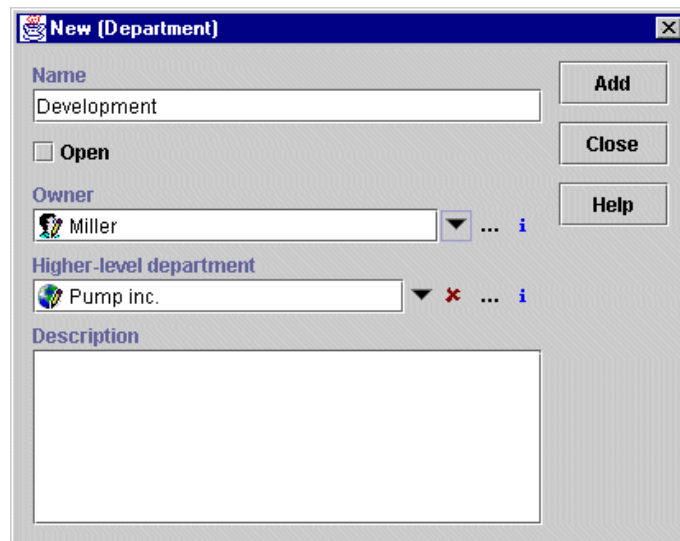 New (Department)
Name
Development
Open
Owner
Miller
... i
Higher-level department
Pump inc.
... i
Description
Add
Close
Help